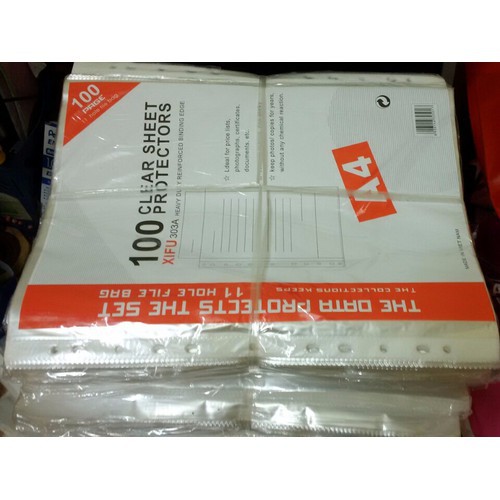 100
PAGE
100 CLEAR SHEET
PROTECTORS
XIFU 303A HEAVY DUTY REINFORCED BINDING EDGE
☆ Ideal for price lists,
photographs, certificates,
documents, etc.
☆ keep photos/ copies for years,
without any chemical reaction.
A4
THE DATA PROTECTS THE SET
11 HOLE FILE BAG
THE COLLECTIONS KEEPS